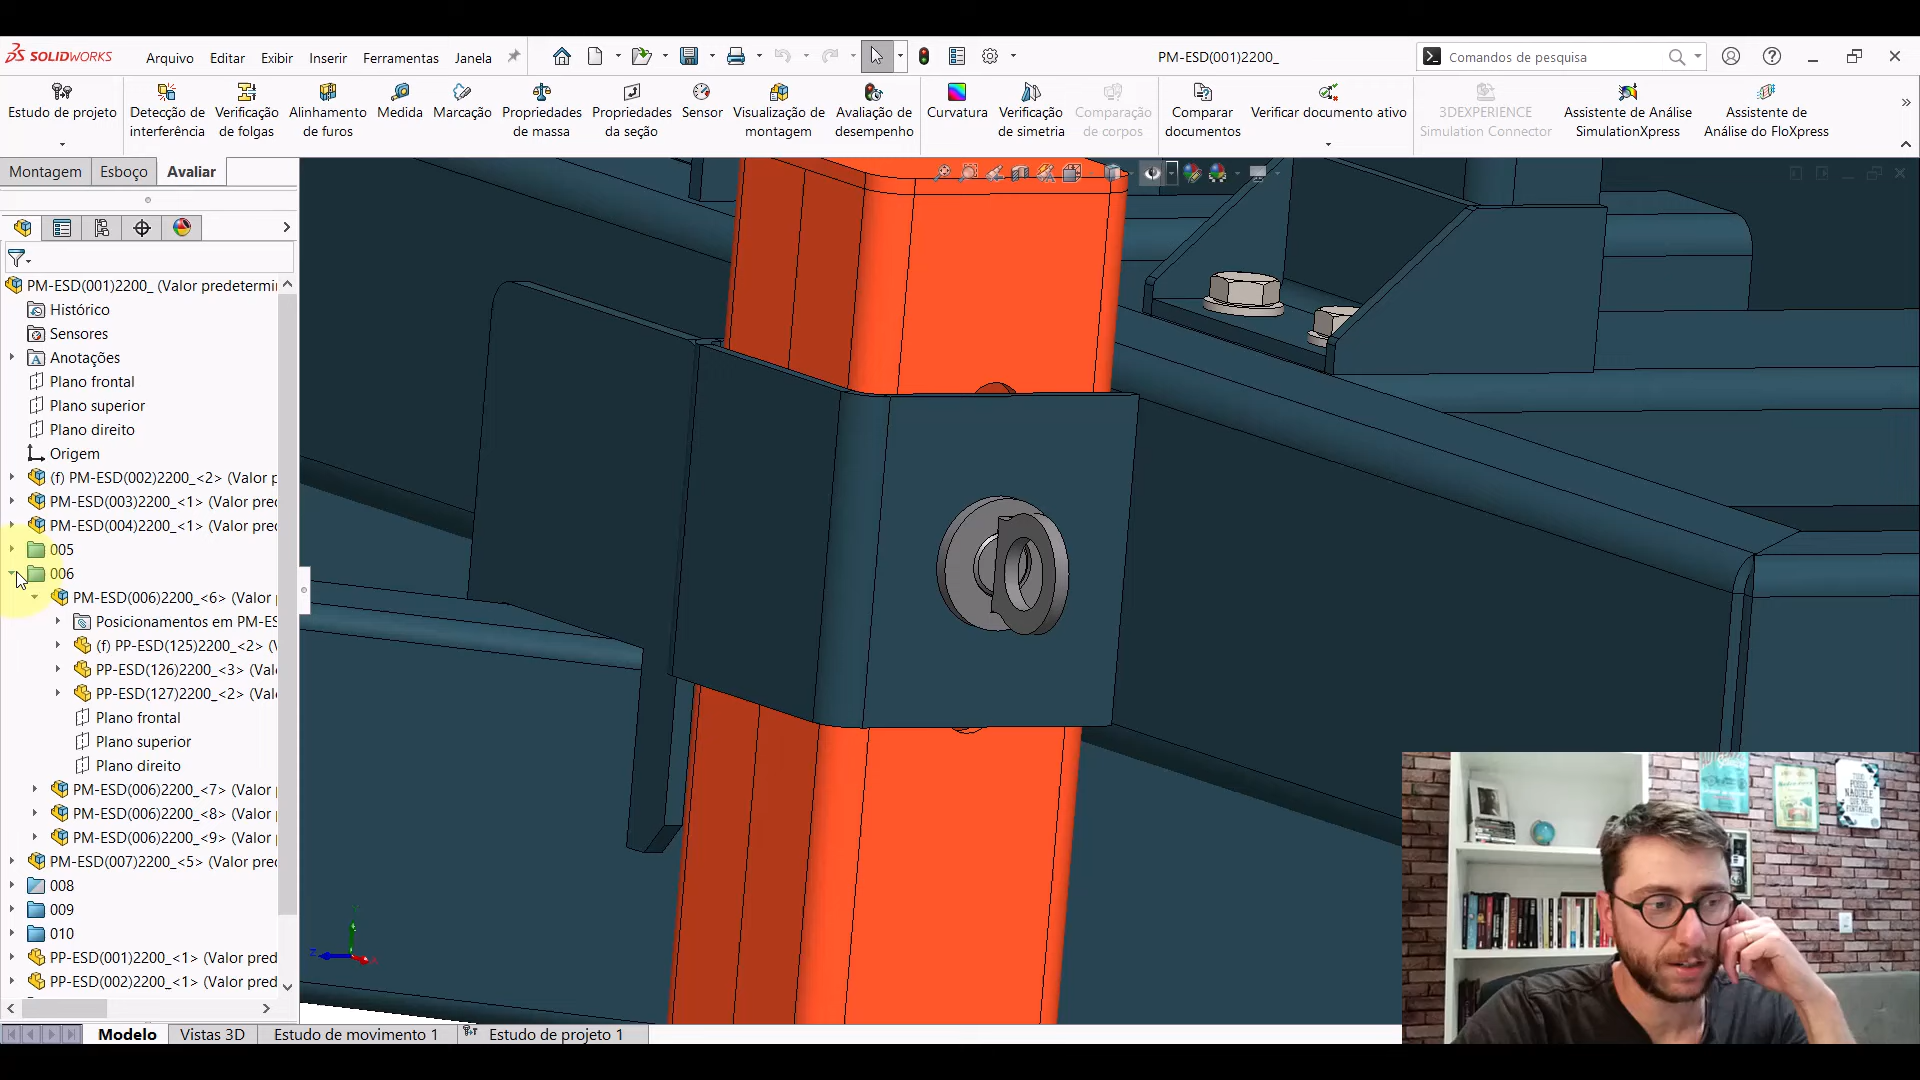 SOLIDWORKS
Arquivo Editar Exibir Inserir Ferramentas Janela
PM-ESD(001)2200_
Comandos de pesquisa
Estudo de projeto
Detecção de interferência
Verificação de folgas
Alinhamento de furos
Medida
Marcação
Propriedades de massa
Propriedades da seção
Sensor
Visualização de montagem
Avaliação de desempenho
Curvatura
Verificação de simetria
Comparação de corpos
Comparar documentos
Verificar documento ativo
3DEXPERIENCE Simulation Connector
Assistente de Análise SimulationXpress
Assistente de Análise do FloXpress
Montagem Esboço Avaliar
PM-ESD(001)2200_ (Valor predetermi
Histórico
Sensores
Anotações
Plano frontal
Plano superior
Plano direito
Origem
(f) PM-ESD(002)2200_<2> (Valor p
PM-ESD(003)2200_<1> (Valor pred
PM-ESD(004)2200_<1> (Valor pred
005
006
PM-ESD(006)2200_<6> (Valor p
Posicionamentos em PM-ES
(f) PP-ESD(125)2200_<2> (V
PP-ESD(126)2200_<3> (Val
PP-ESD(127)2200_<2> (Val
Plano frontal
Plano superior
Plano direito
PM-ESD(006)2200_<7> (Valor p
PM-ESD(006)2200_<8> (Valor p
PM-ESD(006)2200_<9> (Valor p
PM-ESD(007)2200_<5> (Valor pred
008
009
010
PP-ESD(001)2200_<1> (Valor pred
PP-ESD(002)2200_<1> (Valor pred
Modelo Vistas 3D Estudo de movimento 1 Estudo de projeto 1